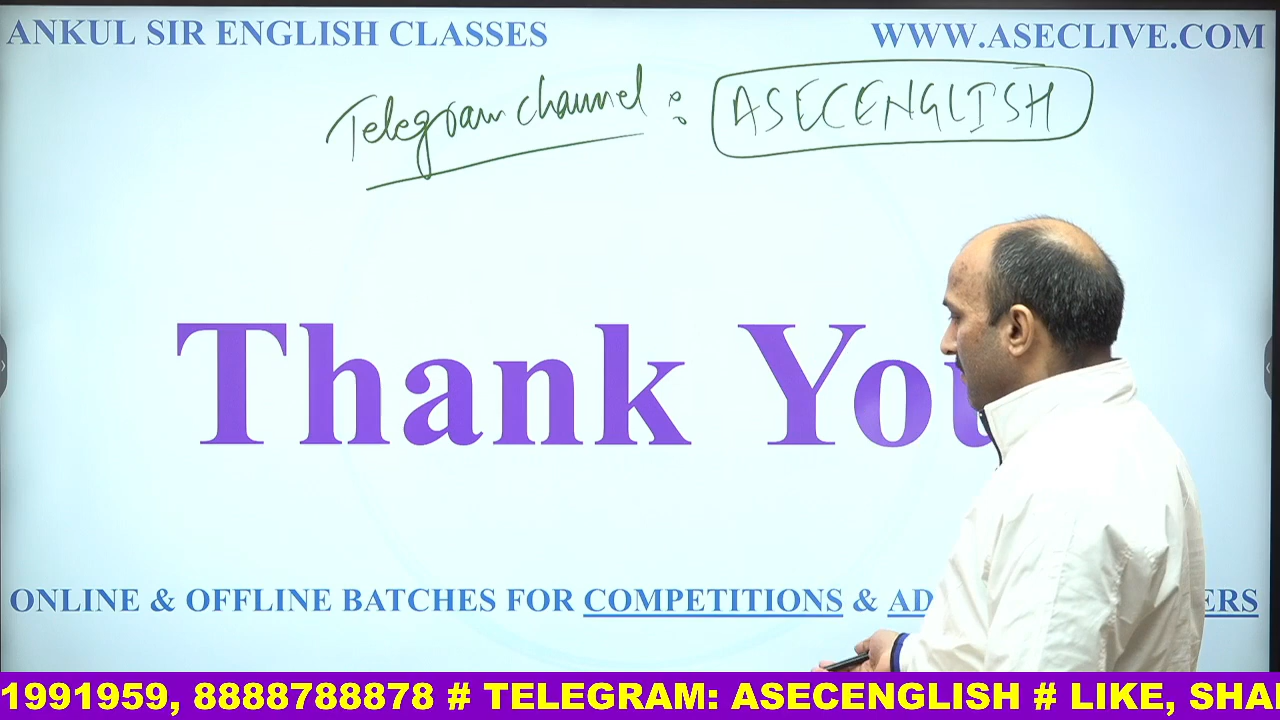 ANKUL SIR ENGLISH CLASSES WWW.ASECLIVE.COM
Telegram channel : ASECENGLISH
Thank You
ONLINE & OFFLINE BATCHES FOR COMPETITIONS &
1991959, 8888788878 # TELEGRAM: ASECENGLISH # LIKE,